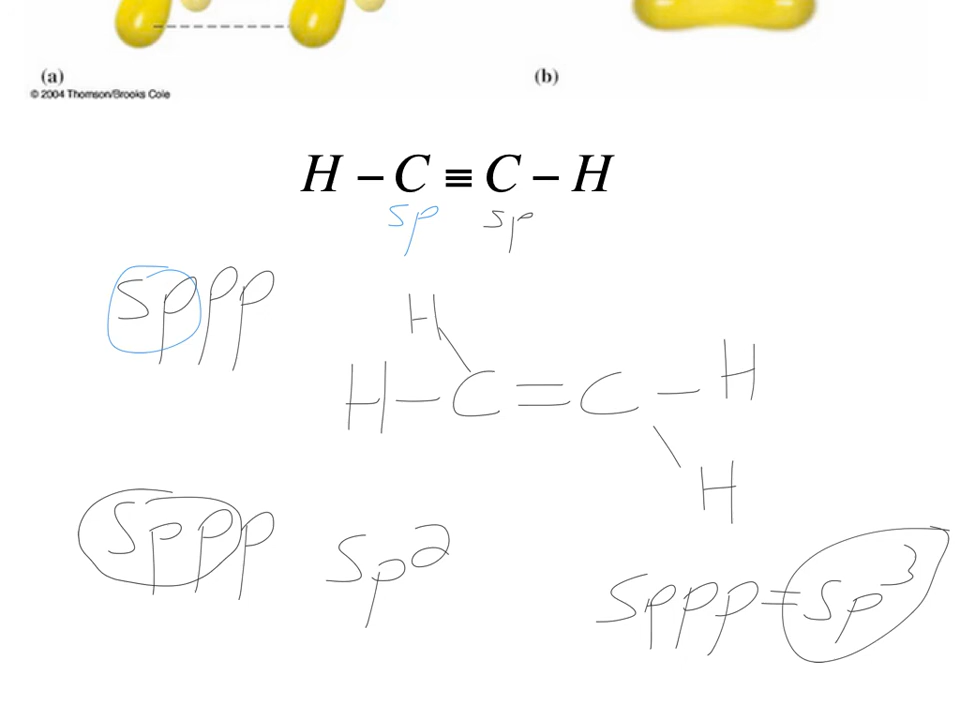 (a) (b)
© 2004 Thomson/Brooks Cole
H – C ≡ C – H
sp sp
sppp
H
H – C = C – H
H
sppp sp²
sppp = sp³